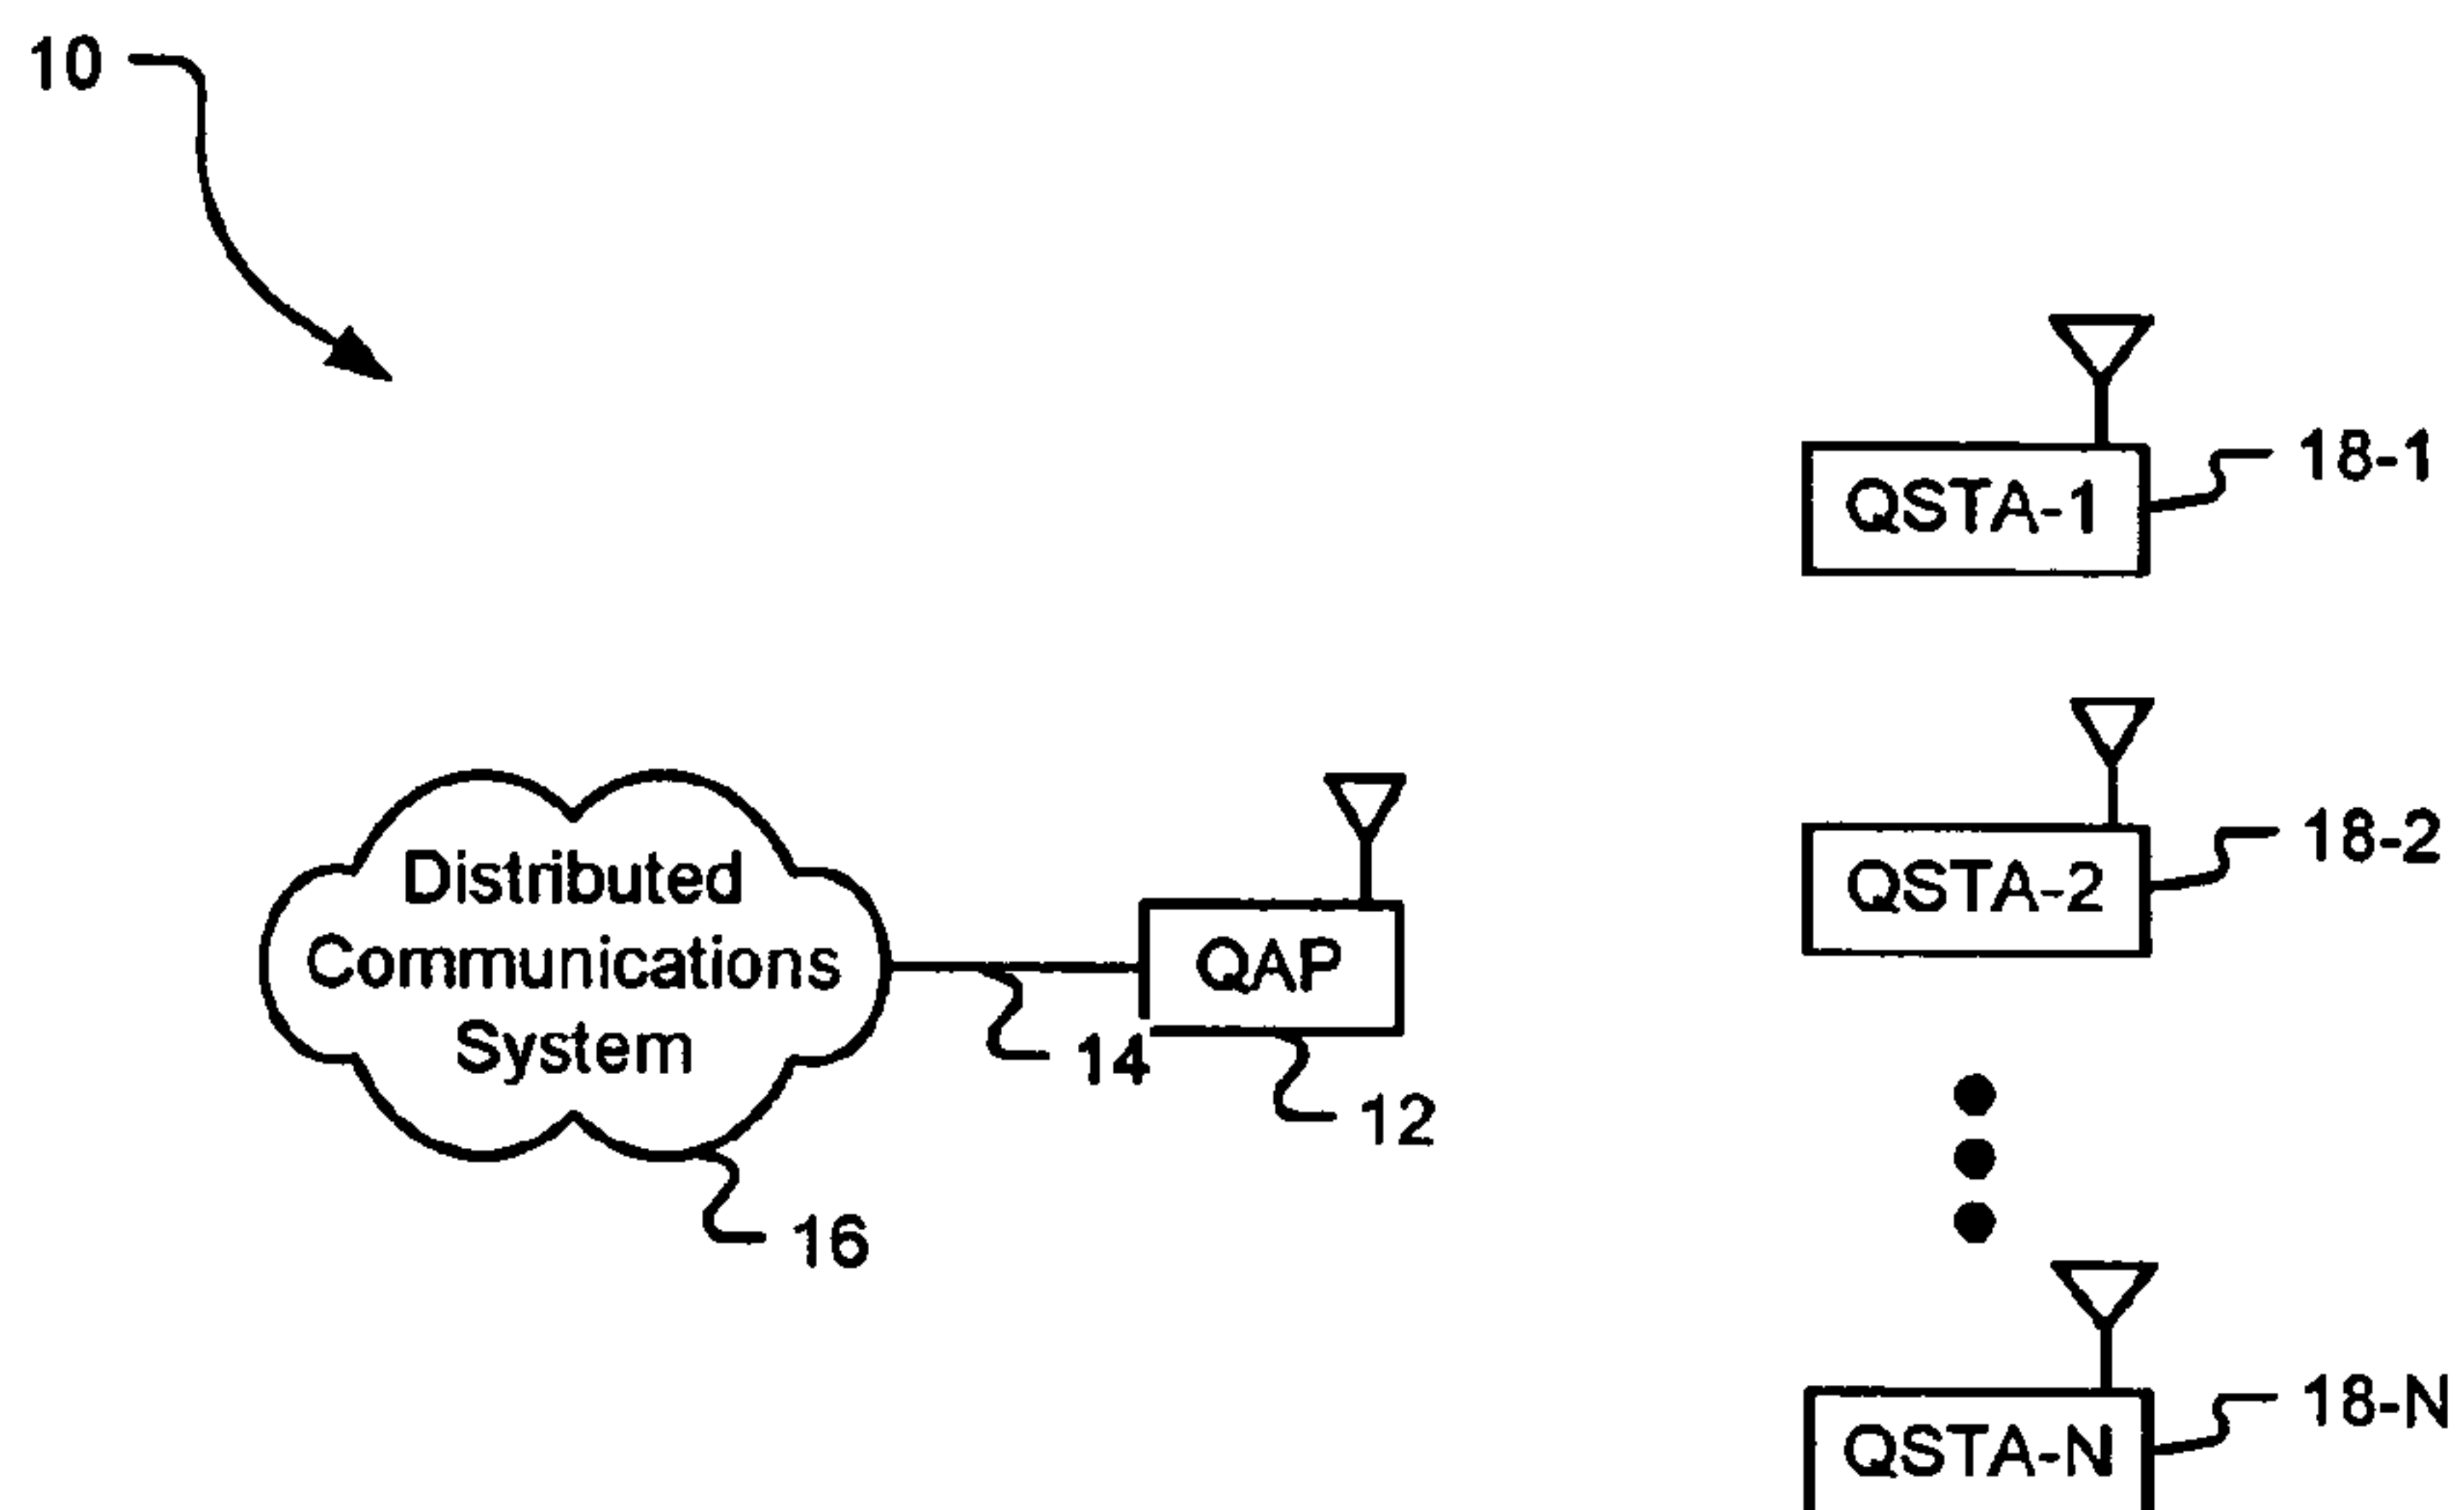 10
18-1
QSTA-1
18-2
QSTA-2
Distributed
Communications
System
QAP
14
12
16
18-N
QSTA-N